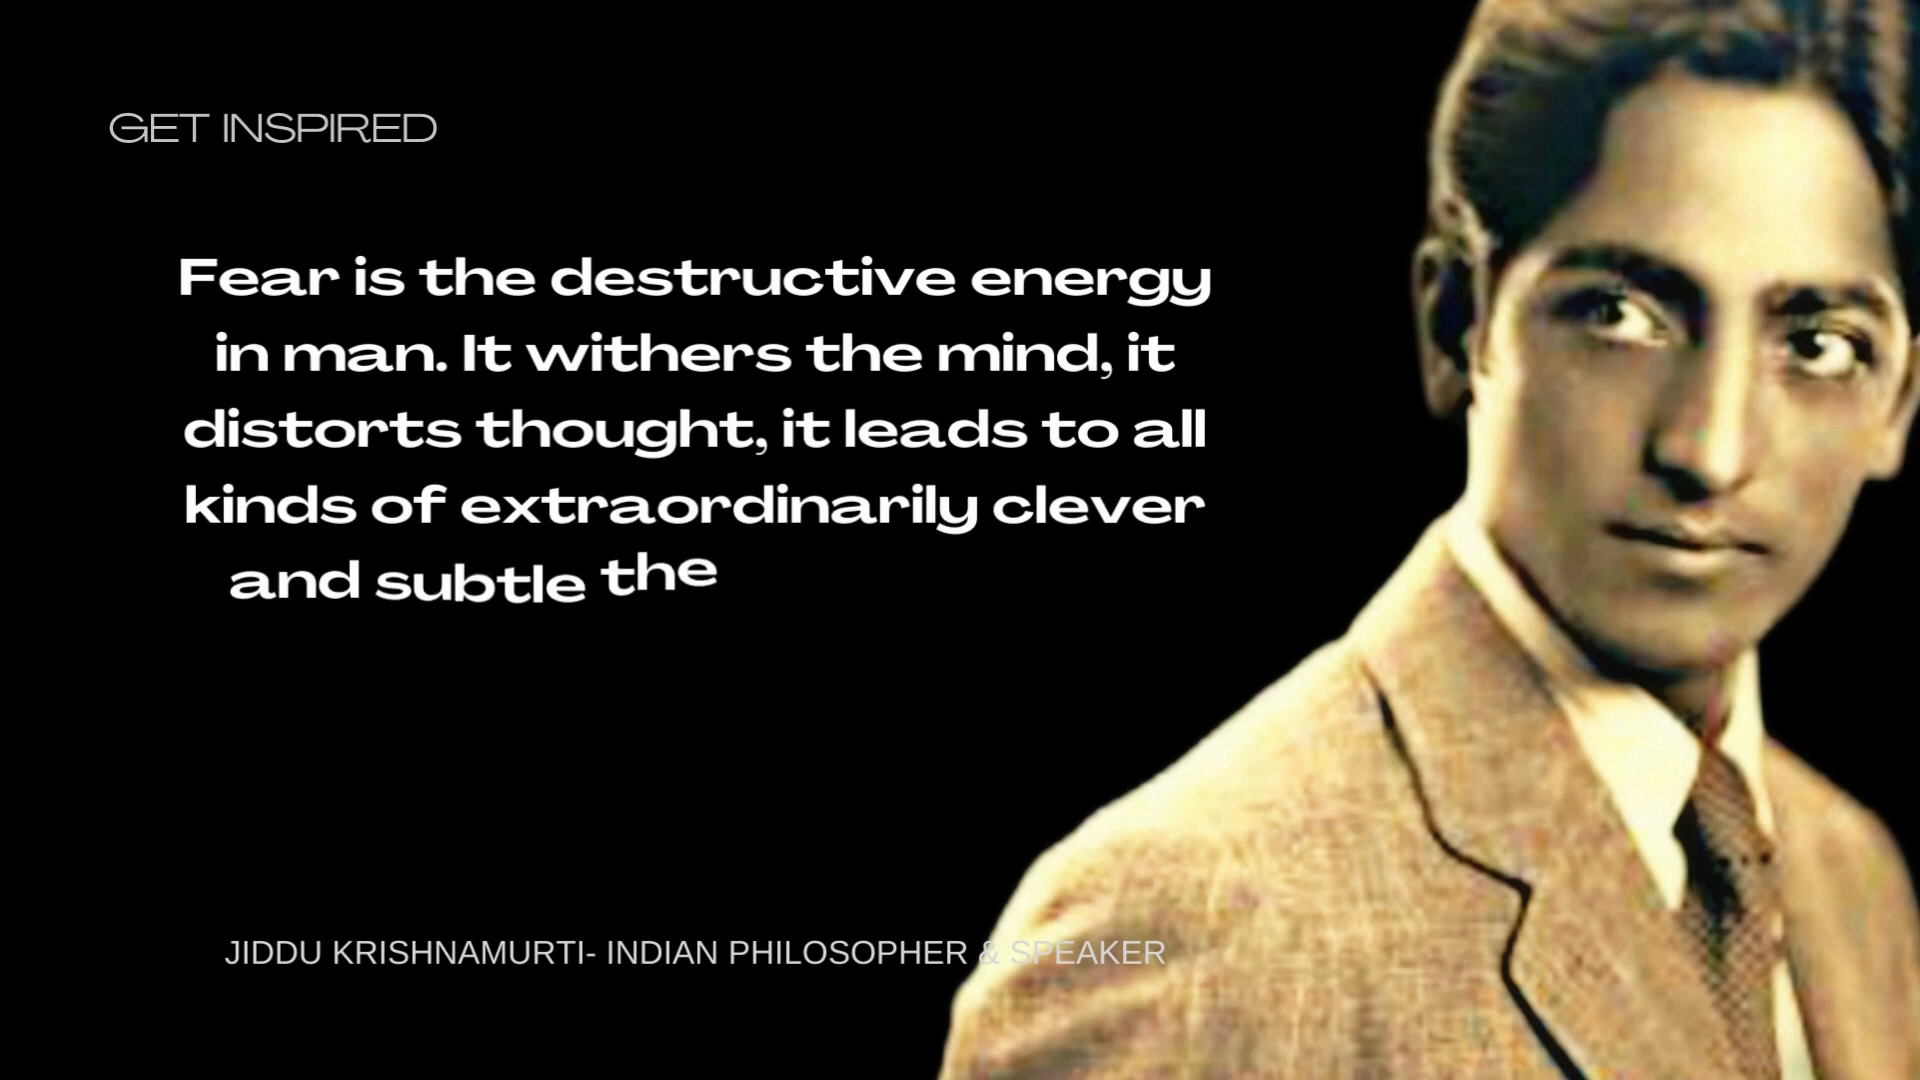 GET INSPIRED
Fear is the destructive energy
in man. It withers the mind, it
distorts thought, it leads to all
kinds of extraordinarily clever
and subtle the
JIDDU KRISHNAMURTI- INDIAN PHILOSOPHER & SPEAKER